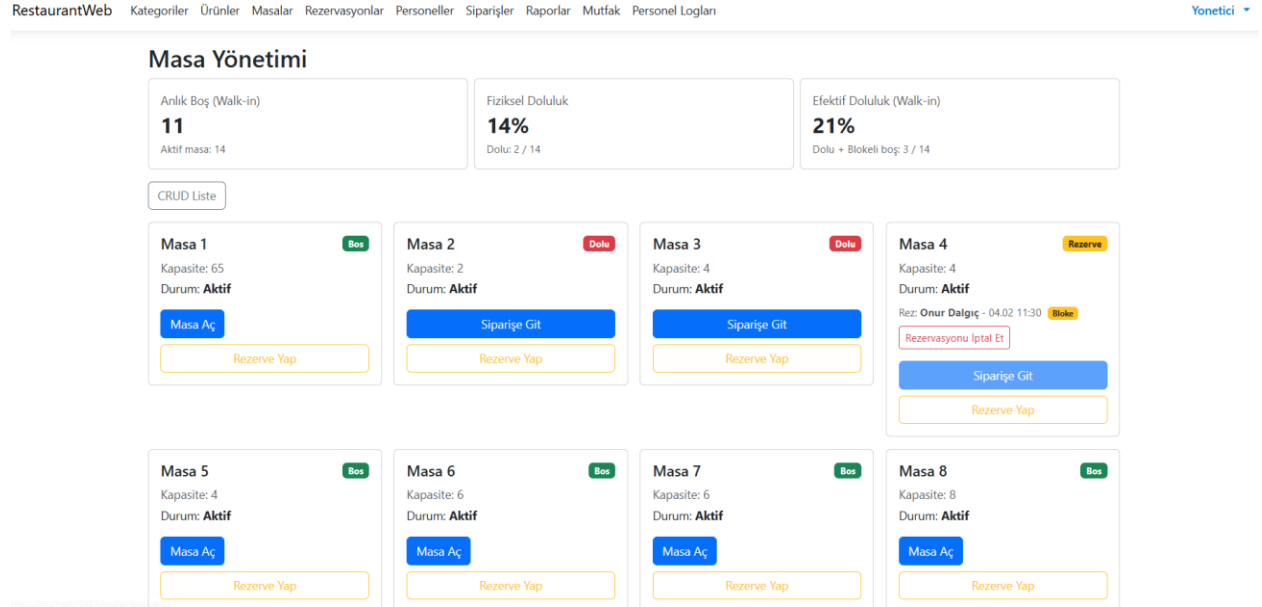 RestaurantWeb Kategoriler Ürünler Masalar Rezervasyonlar Personeller Siparişler Raporlar Mutfak Personel Logları Yonetici
Masa Yönetimi
Anlık Boş (Walk-in)
11
Aktif masa: 14
Fiziksel Doluluk
14%
Dolu: 2 / 14
Efektif Doluluk (Walk-in)
21%
Dolu + Blokeli boş: 3 / 14
CRUD Liste
Masa 1 Bos
Kapasite: 65
Durum: Aktif
Masa Aç
Rezerve Yap
Masa 2 Dolu
Kapasite: 2
Durum: Aktif
Siparişe Git
Rezerve Yap
Masa 3 Dolu
Kapasite: 4
Durum: Aktif
Siparişe Git
Rezerve Yap
Masa 4 Rezerve
Kapasite: 4
Durum: Aktif
Rez: Onur Dalgıç - 04.02 11:30 Bloke
Rezervasyonu İptal Et
Siparişe Git
Rezerve Yap
Masa 5 Bos
Kapasite: 4
Durum: Aktif
Masa Aç
Rezerve Yap
Masa 6 Bos
Kapasite: 6
Durum: Aktif
Masa Aç
Rezerve Yap
Masa 7 Bos
Kapasite: 6
Durum: Aktif
Masa Aç
Rezerve Yap
Masa 8 Bos
Kapasite: 8
Durum: Aktif
Masa Aç
Rezerve Yap